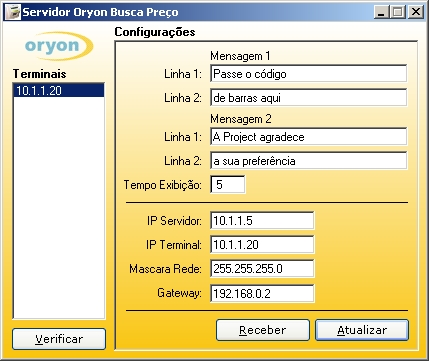 Servidor Oryon Busca Preço
oryon
Terminais
10.1.1.20
Verificar
Configurações
Mensagem 1
Linha 1: Passe o código
Linha 2: de barras aqui
Mensagem 2
Linha 1: A Project agradece
Linha 2: a sua preferência
Tempo Exibição: 5
IP Servidor: 10.1.1.5
IP Terminal: 10.1.1.20
Mascara Rede: 255.255.255.0
Gateway: 192.168.0.2
Receber Atualizar